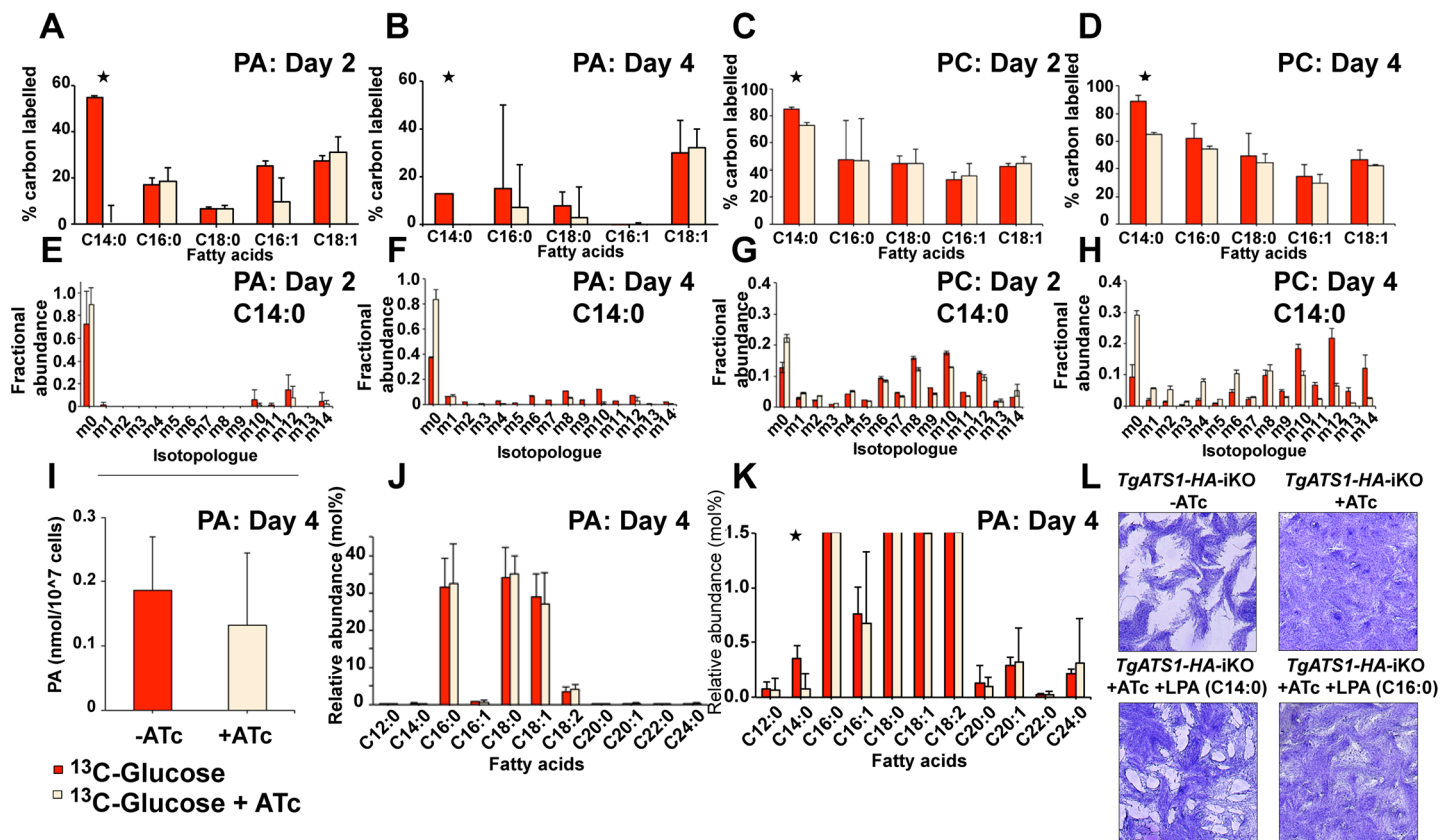 A
PA: Day 2
% carbon labelled
60
40
20
0
C14:0 C16:0 C18:0 C16:1 C18:1
Fatty acids
★
B
PA: Day 4
% carbon labelled
60
40
20
0
C14:0 C16:0 C18:0 C16:1 C18:1
Fatty acids
★
C
PC: Day 2
% carbon labelled
100
80
60
40
20
0
C14:0 C16:0 C18:0 C16:1 C18:1
Fatty acids
★
D
PC: Day 4
% carbon labelled
100
80
60
40
20
0
C14:0 C16:0 C18:0 C16:1 C18:1
Fatty acids
★
E
PA: Day 2
C14:0
Fractional
abundance
1.0
0.8
0.6
0.4
0.2
0
m0 m1 m2 m3 m4 m5 m6 m7 m8 m9 m10 m11 m12 m13 m14
Isotopologue
F
PA: Day 4
C14:0
Fractional
abundance
1.0
0.8
0.6
0.4
0.2
0
m0 m1 m2 m3 m4 m5 m6 m7 m8 m9 m10 m11 m12 m13 m14
Isotopologue
G
PC: Day 2
C14:0
Fractional
abundance
0.4
0.3
0.2
0.1
0
m0 m1 m2 m3 m4 m5 m6 m7 m8 m9 m10 m11 m12 m13 m14
Isotopologue
H
PC: Day 4
C14:0
Fractional
abundance
0.4
0.3
0.2
0.1
0
m0 m1 m2 m3 m4 m5 m6 m7 m8 m9 m10 m11 m12 m13 m14
Isotopologue
I
PA: Day 4
PA (nmol/10^7 cells)
0.3
0.2
0.1
0
-ATc +ATc
¹³C-Glucose
¹³C-Glucose + ATc
J
PA: Day 4
Relative abundance (mol%)
50
40
30
20
10
0
C12:0 C14:0 C16:0 C16:1 C18:0 C18:1 C18:2 C20:0 C20:1 C22:0 C24:0
Fatty acids
K
PA: Day 4
Relative abundance (mol%)
1.5
1.0
0.5
0.0
C12:0 C14:0 C16:0 C16:1 C18:0 C18:1 C18:2 C20:0 C20:1 C22:0 C24:0
Fatty acids
★
L
TgATS1-HA-iKO
-ATc
TgATS1-HA-iKO
+ATc
TgATS1-HA-iKO
+ATc +LPA (C14:0)
TgATS1-HA-iKO
+ATc +LPA (C16:0)